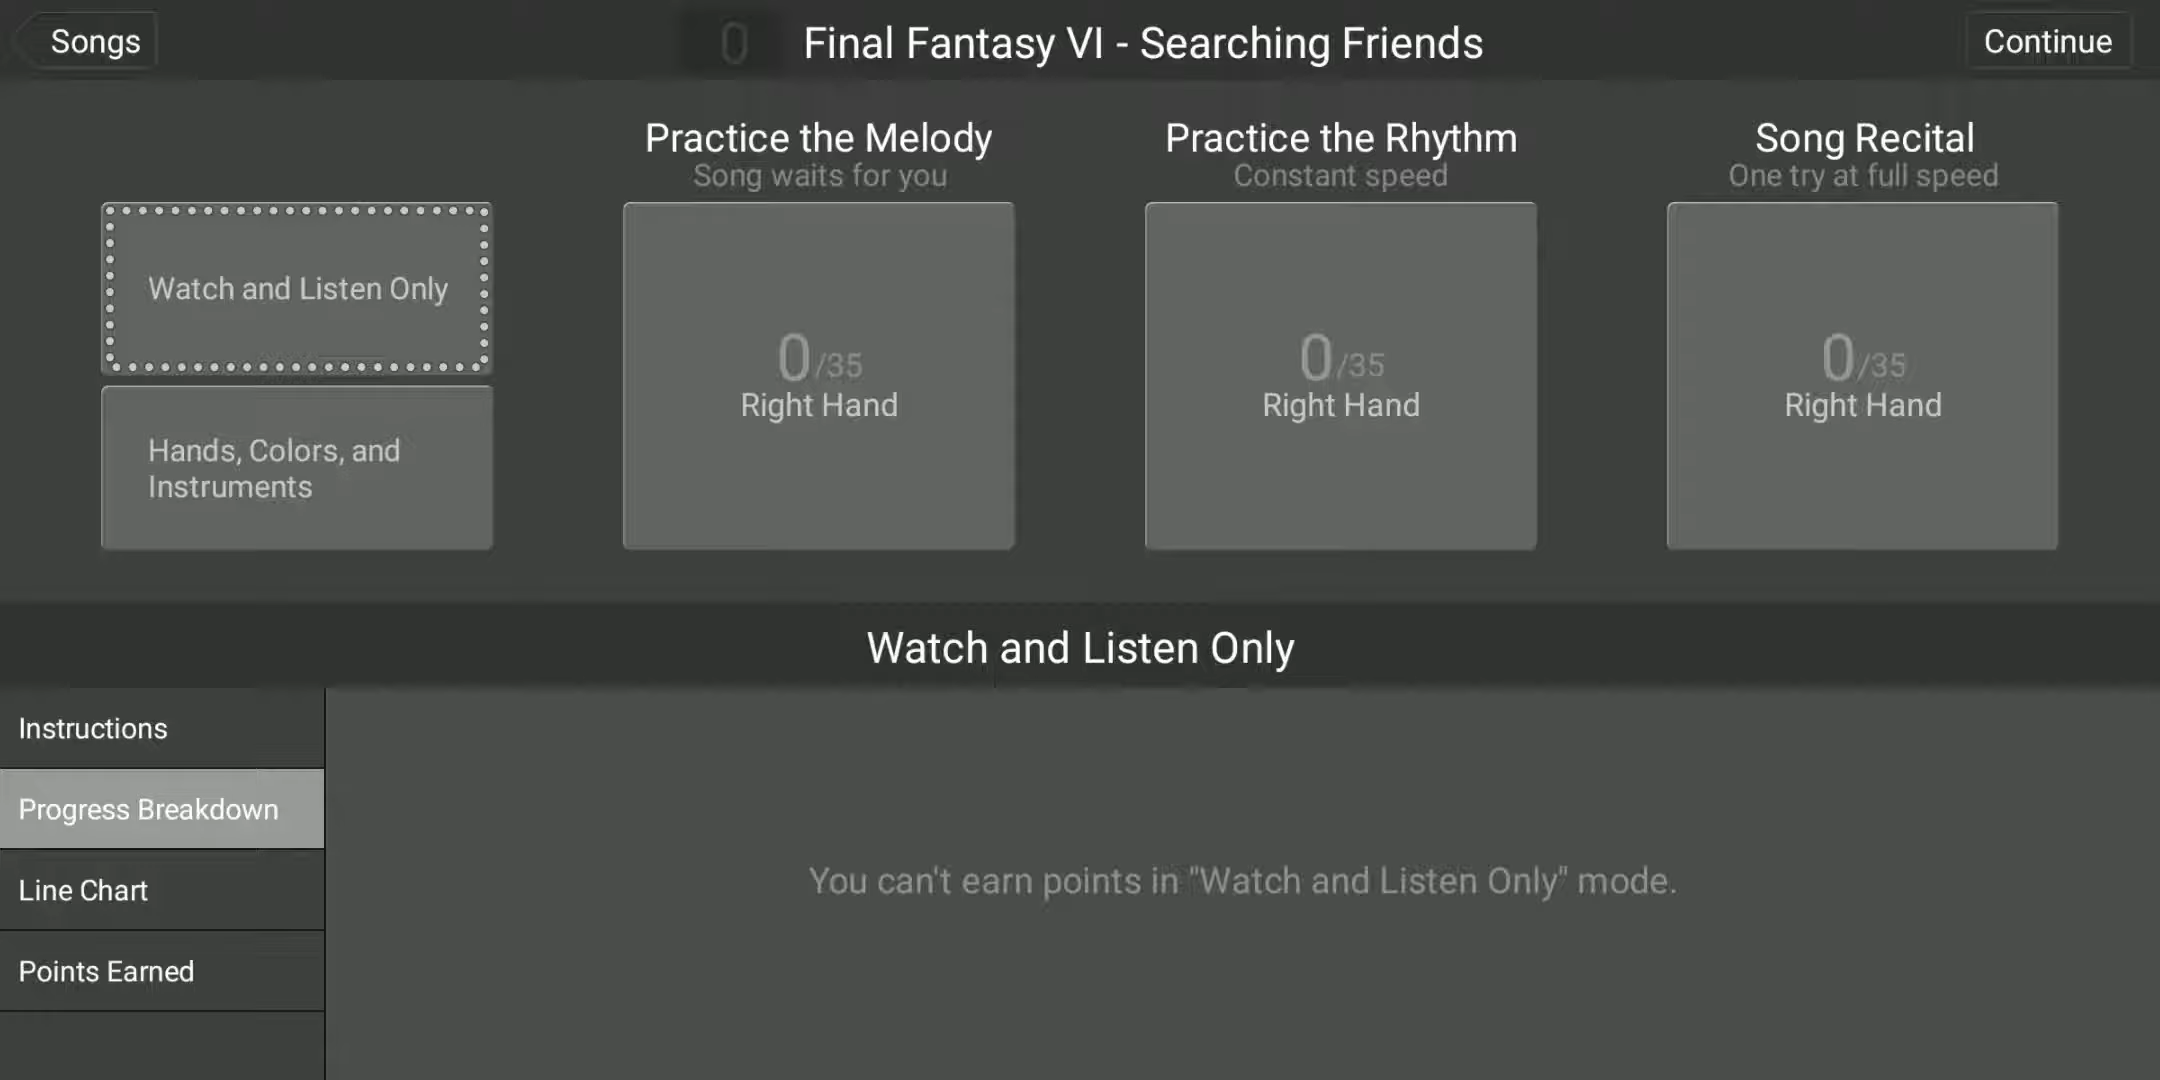 Songs
0
Final Fantasy VI - Searching Friends
Continue
Practice the Melody
Song waits for you
Practice the Rhythm
Constant speed
Song Recital
One try at full speed
Watch and Listen Only
Hands, Colors, and
Instruments
0/35
Right Hand
0/35
Right Hand
0/35
Right Hand
Watch and Listen Only
Instructions
Progress Breakdown
Line Chart
Points Earned
You can't earn points in "Watch and Listen Only" mode.